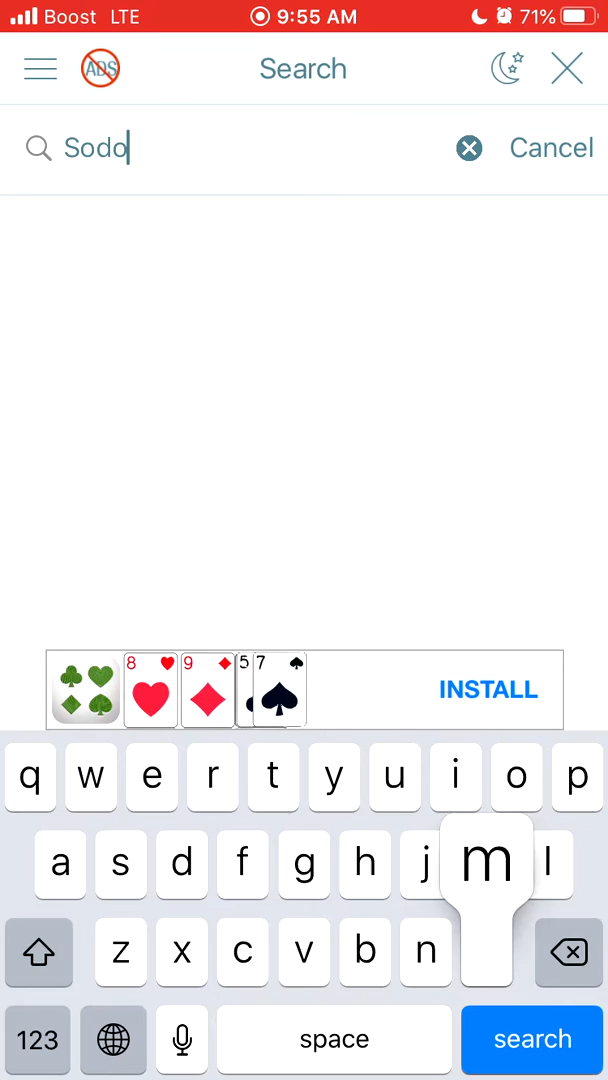 Boost LTE 9:55 AM 71%
ADS Search
Sodo Cancel
8 9 5 7 INSTALL
q w e r t y u i o p
a s d f g h j m l
z x c v b n
123 space search